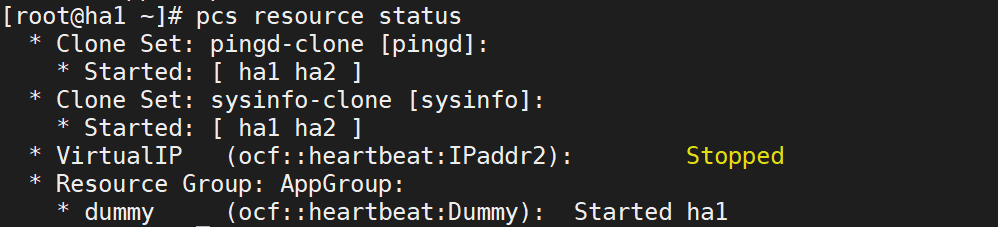 [root@ha1 ~]# pcs resource status
  * Clone Set: pingd-clone [pingd]:
    * Started: [ ha1 ha2 ]
  * Clone Set: sysinfo-clone [sysinfo]:
    * Started: [ ha1 ha2 ]
  * VirtualIP   (ocf::heartbeat:IPaddr2):        Stopped
  * Resource Group: AppGroup:
    * dummy     (ocf::heartbeat:Dummy):  Started ha1